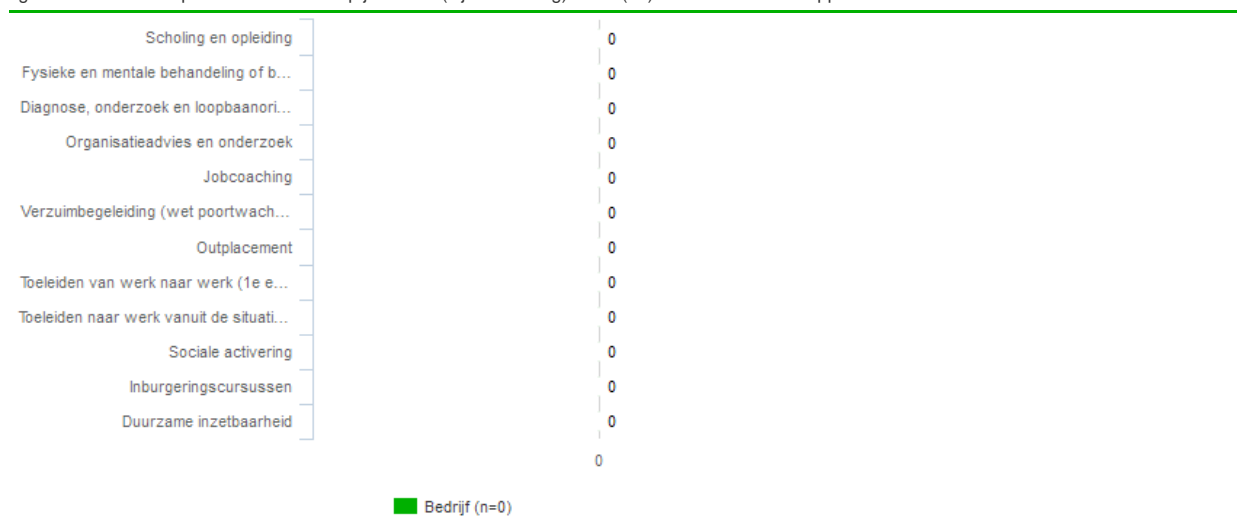 Scholing en opleiding 0
Fysieke en mentale behandeling of b... 0
Diagnose, onderzoek en loopbaanori... 0
Organisatieadvies en onderzoek 0
Jobcoaching 0
Verzuimbegeleiding (wet poortwach... 0
Outplacement 0
Toeleiden van werk naar werk (1e e... 0
Toeleiden naar werk vanuit de situati... 0
Sociale activering 0
Inburgeringscursussen 0
Duurzame inzetbaarheid 0
0
Bedrijf (n=0)